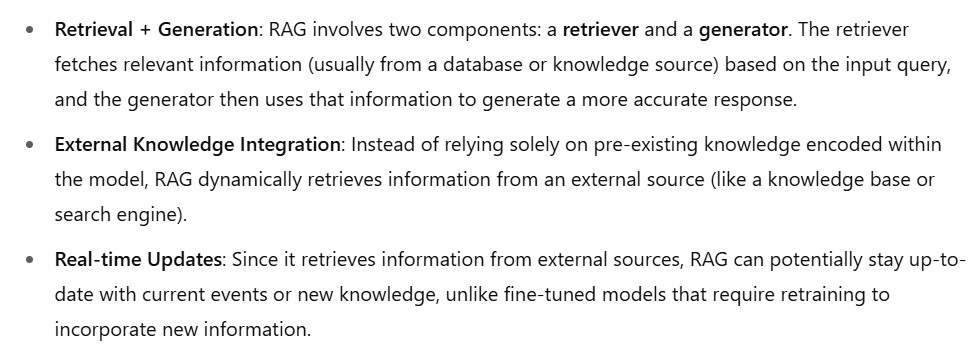 • Retrieval + Generation: RAG involves two components: a retriever and a generator. The retriever
fetches relevant information (usually from a database or knowledge source) based on the input query,
and the generator then uses that information to generate a more accurate response.
• External Knowledge Integration: Instead of relying solely on pre-existing knowledge encoded within
the model, RAG dynamically retrieves information from an external source (like a knowledge base or
search engine).
• Real-time Updates: Since it retrieves information from external sources, RAG can potentially stay up-to-
date with current events or new knowledge, unlike fine-tuned models that require retraining to
incorporate new information.